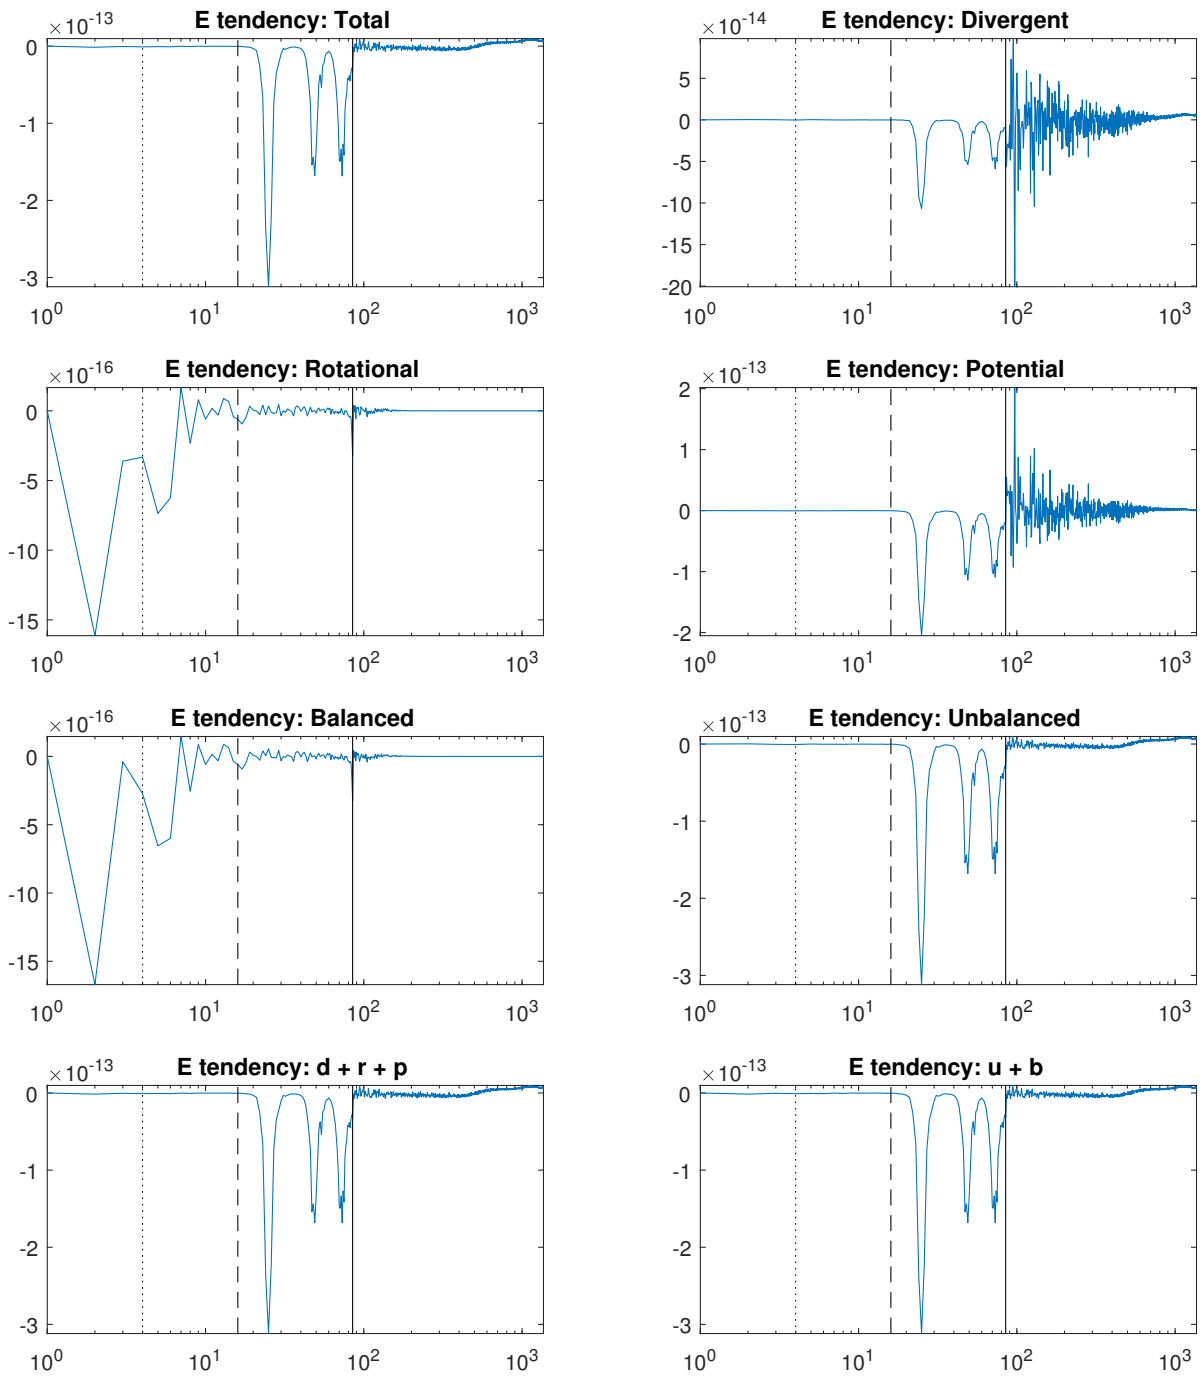 ×10^-13
E tendency: Total
0
-1
-2
-3
10^0 10^1 10^2 10^3
×10^-14
E tendency: Divergent
5
0
-5
-10
-15
-20
10^0 10^1 10^2 10^3
×10^-16
E tendency: Rotational
0
-5
-10
-15
10^0 10^1 10^2 10^3
×10^-13
E tendency: Potential
2
1
0
-1
-2
10^0 10^1 10^2 10^3
×10^-16
E tendency: Balanced
0
-5
-10
-15
10^0 10^1 10^2 10^3
×10^-13
E tendency: Unbalanced
0
-1
-2
-3
10^0 10^1 10^2 10^3
×10^-13
E tendency: d + r + p
0
-1
-2
-3
10^0 10^1 10^2 10^3
×10^-13
E tendency: u + b
0
-1
-2
-3
10^0 10^1 10^2 10^3